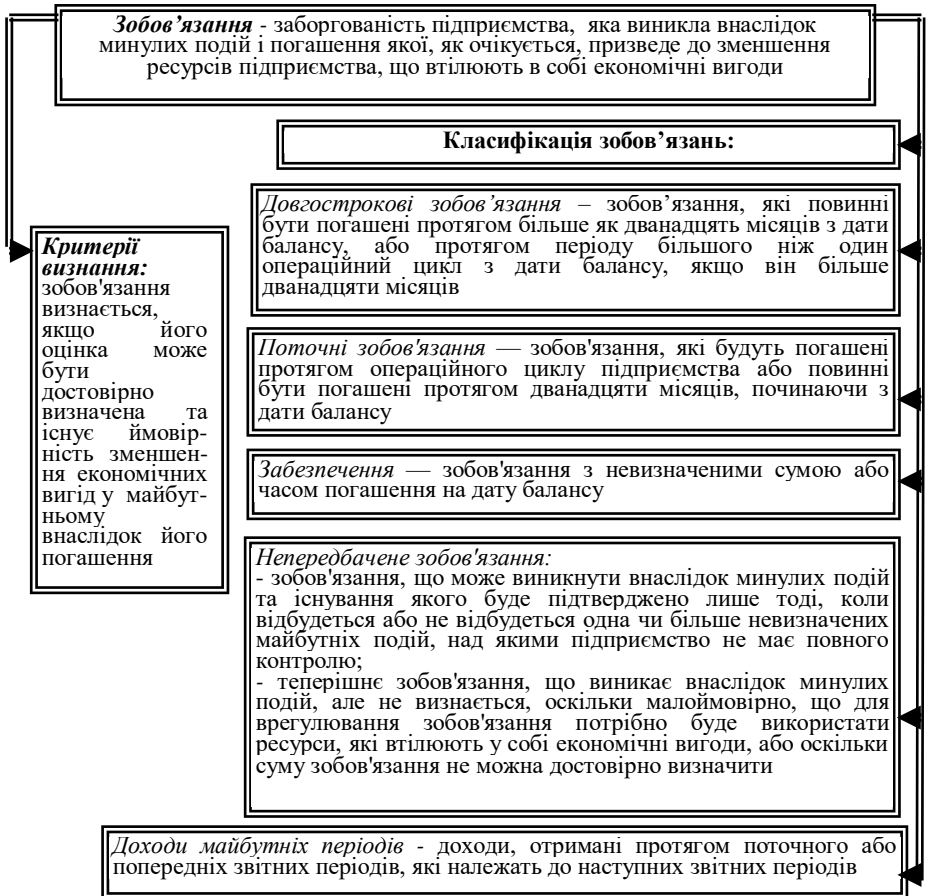 Зобов’язання - заборгованість підприємства, яка виникла внаслідок
минулих подій і погашення якої, як очікується, призведе до зменшення
ресурсів підприємства, що втілюють в собі економічні вигоди
Класифікація зобов’язань:
Довгострокові зобов’язання – зобов’язання, які повинні
бути погашені протягом більше як дванадцять місяців з дати
балансу, або протягом періоду більшого ніж один
операційний цикл з дати балансу, якщо він більше
дванадцяти місяців
Критерії
визнання:
зобов'язання
визнається,
якщо його
оцінка може
бути
достовірно
визначена та
існує ймовір-
ність зменшен-
ня економічних
вигід у майбут-
ньому
внаслідок його
погашення
Поточні зобов'язання — зобов'язання, які будуть погашені
протягом операційного циклу підприємства або повинні
бути погашені протягом дванадцяти місяців, починаючи з
дати балансу
Забезпечення — зобов'язання з невизначеними сумою або
часом погашення на дату балансу
Непередбачене зобов'язання:
- зобов'язання, що може виникнути внаслідок минулих подій
та існування якого буде підтверджено лише тоді, коли
відбудеться або не відбудеться одна чи більше невизначених
майбутніх подій, над якими підприємство не має повного
контролю;
- теперішнє зобов'язання, що виникає внаслідок минулих
подій, але не визнається, оскільки малоймовірно, що для
врегулювання зобов'язання потрібно буде використати
ресурси, які втілюють у собі економічні вигоди, або оскільки
суму зобов'язання не можна достовірно визначити
Доходи майбутніх періодів - доходи, отримані протягом поточного або
попередніх звітних періодів, які належать до наступних звітних періодів